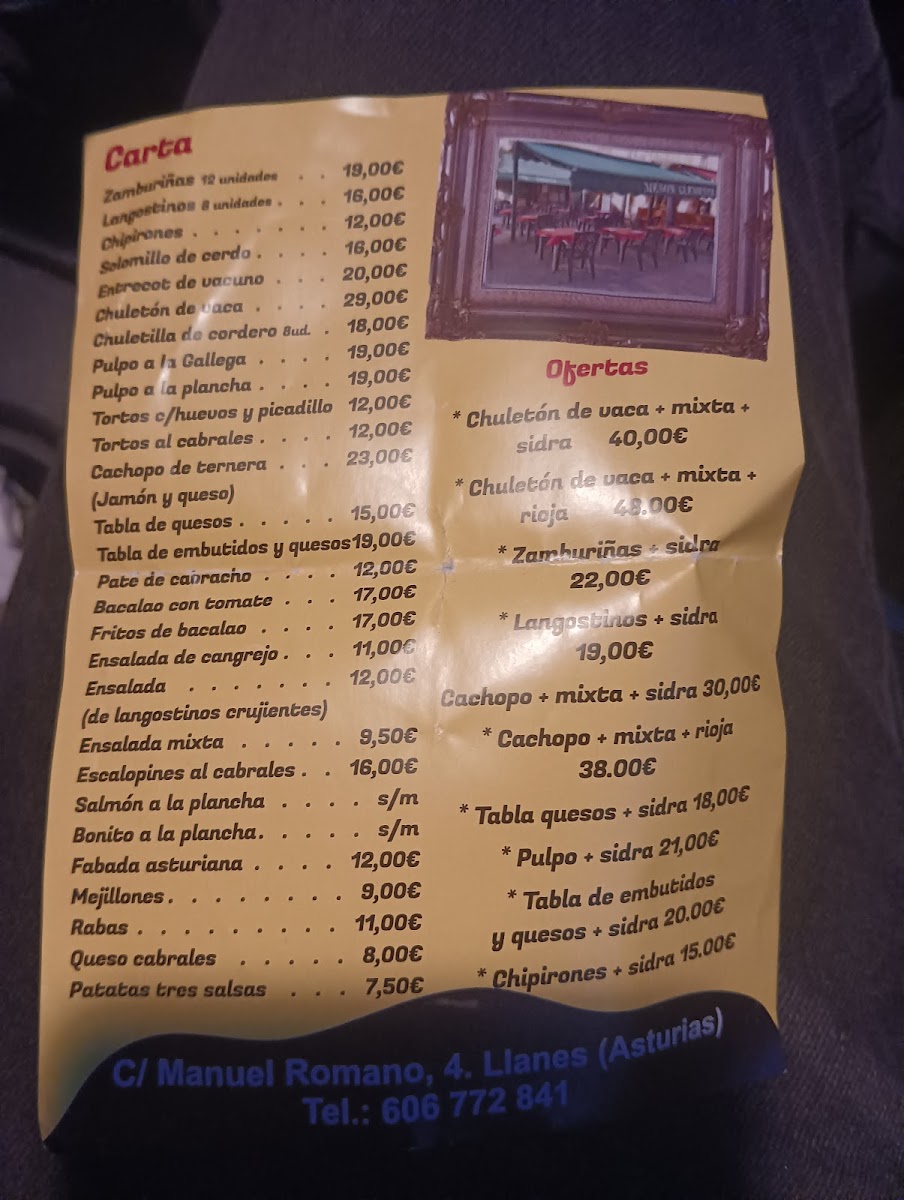 Carta
Zamburiñas 12 unidades . . 19,00€
Langostinos 8 unidades . . . 16,00€
Chipirones . . . . . . . 12,00€
Solomillo de cerdo . . . . 16,00€
Entrecot de vacuno . . . 20,00€
Chuletón de vaca . . . . 29,00€
Chuletilla de cordero 8ud. . 18,00€
Pulpo a la Gallega . . . . 19,00€
Pulpo a la plancha . . . . 19,00€
Tortos c/huevos y picadillo 12,00€
Tortos al cabrales . . . . 12,00€
Cachopo de ternera . . . 23,00€
(Jamón y queso)
Tabla de quesos . . . . . 15,00€
Tabla de embutidos y quesos 19,00€
Pate de cabracho . . . . 12,00€
Bacalao con tomate . . . 17,00€
Fritos de bacalao . . . . 17,00€
Ensalada de cangrejo . . . 11,00€
Ensalada . . . . . . . 12,00€
(de langostinos crujientes)
Ensalada mixta . . . . . 9,50€
Escalopines al cabrales . . 16,00€
Salmón a la plancha . . . . s/m
Bonito a la plancha. . . . . s/m
Fabada asturiana . . . . 12,00€
Mejillones . . . . . . . . 9,00€
Rabas . . . . . . . . . 11,00€
Queso cabrales . . . . . 8,00€
Patatas tres salsas . . . 7,50€
MESON
Ofertas
* Chuletón de vaca + mixta +
sidra 40,00€
* Chuletón de vaca + mixta +
rioja 48.00€
* Zamburiñas + sidra
22,00€
* Langostinos + sidra
19,00€
Cachopo + mixta + sidra 30,00€
* Cachopo + mixta + rioja
38.00€
* Tabla quesos + sidra 18,00€
* Pulpo + sidra 21,00€
* Tabla de embutidos
y quesos + sidra 20.00€
* Chipirones + sidra 15.00€
C/ Manuel Romano, 4. Llanes (Asturias)
Tel.: 606 772 841